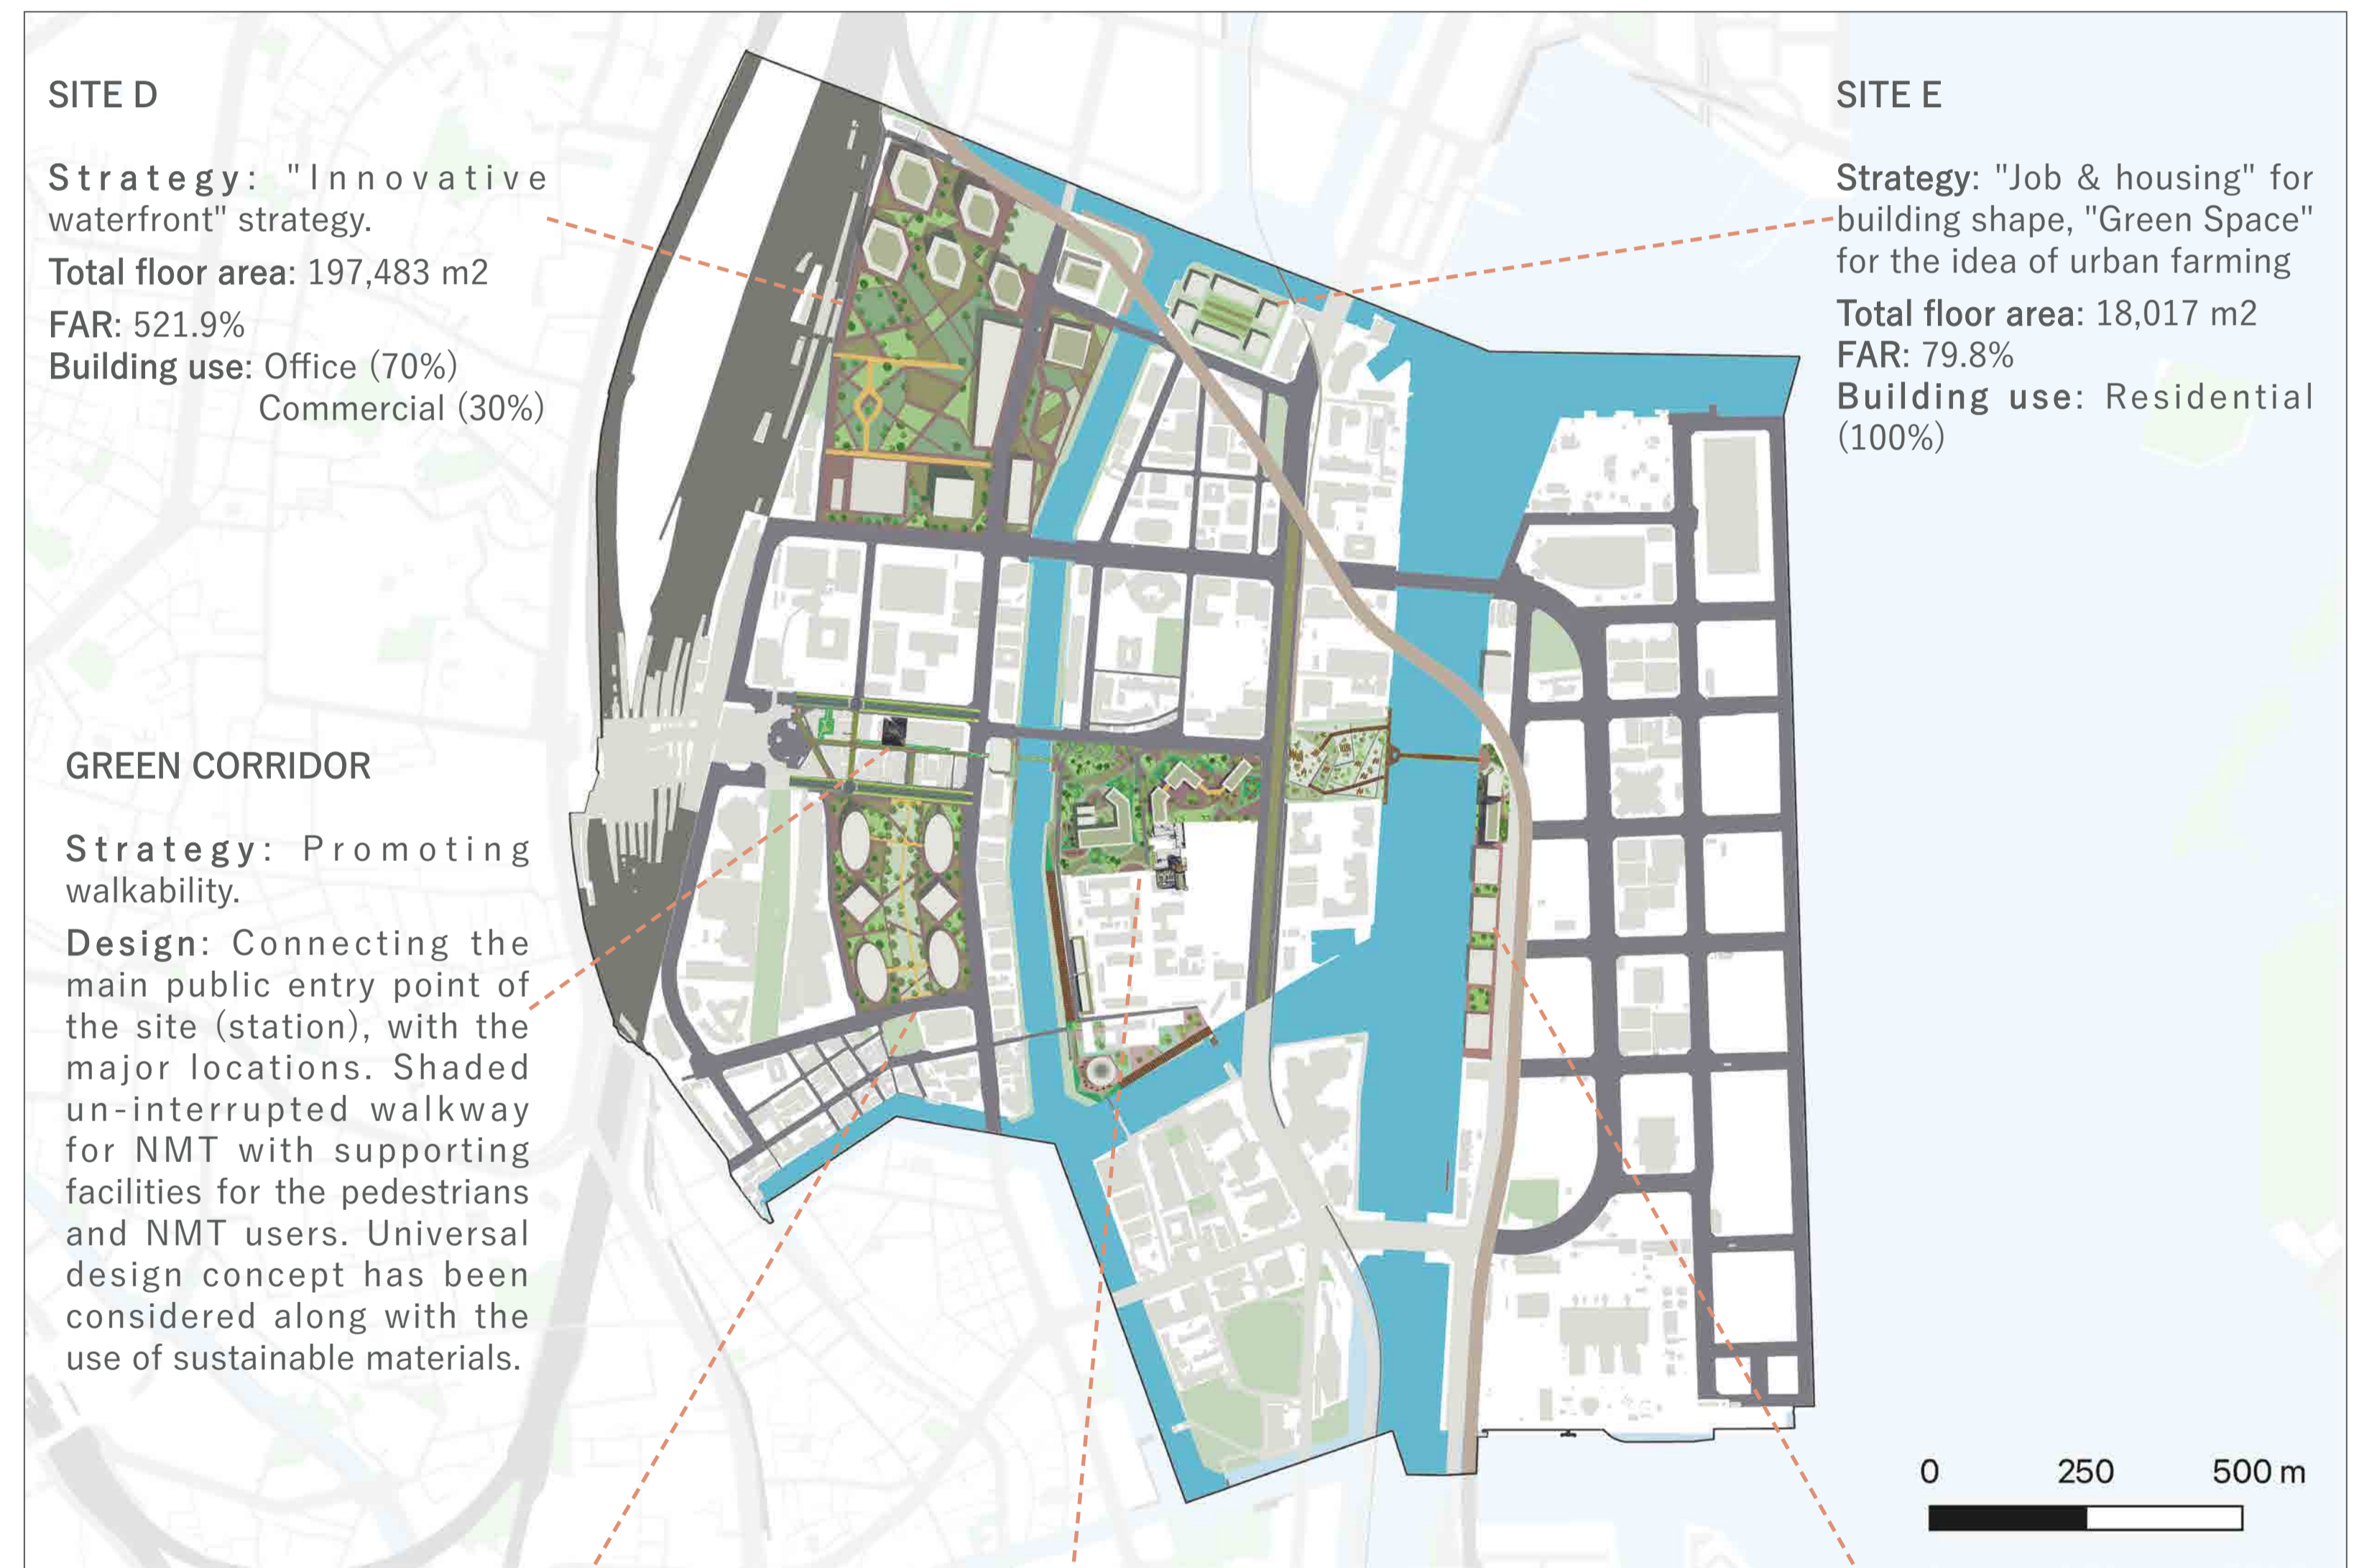 SITE D
Strategy: "Innovative
waterfront" strategy.
Total floor area: 197,483 m2
FAR: 521.9%
Building use: Office (70%)
Commercial (30%)
GREEN CORRIDOR
Strategy: Promoting
walkability.
Design: Connecting the
main public entry point of
the site (station), with the
major locations. Shaded
un-interrupted walkway
for NMT with supporting
facilities for the pedestrians
and NMT users. Universal
design concept has been
considered along with the
use of sustainable materials.
SITE E
Strategy: "Job & housing" for
building shape, "Green Space"
for the idea of urban farming
Total floor area: 18,017 m2
FAR: 79.8%
Building use: Residential
(100%)
0 250 500 m